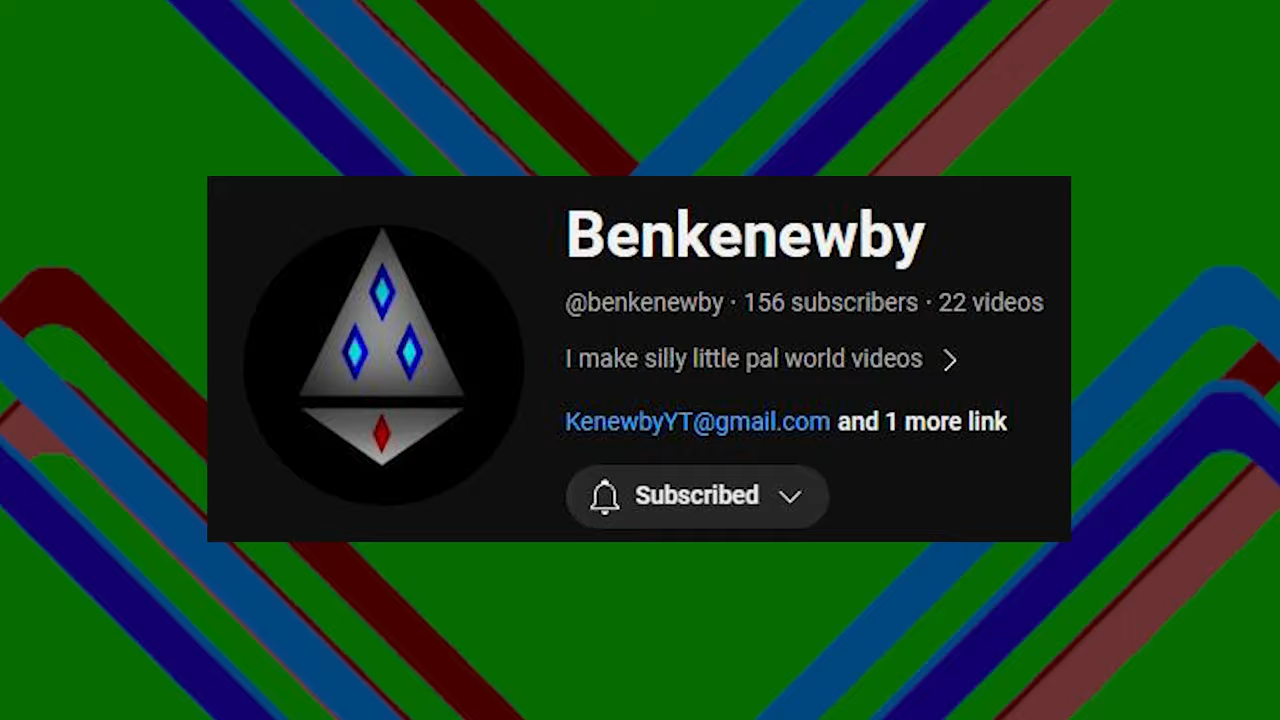 Benkenewby
@benkenewby · 156 subscribers · 22 videos
I make silly little pal world videos
KenewbyYT@gmail.com and 1 more link
Subscribed